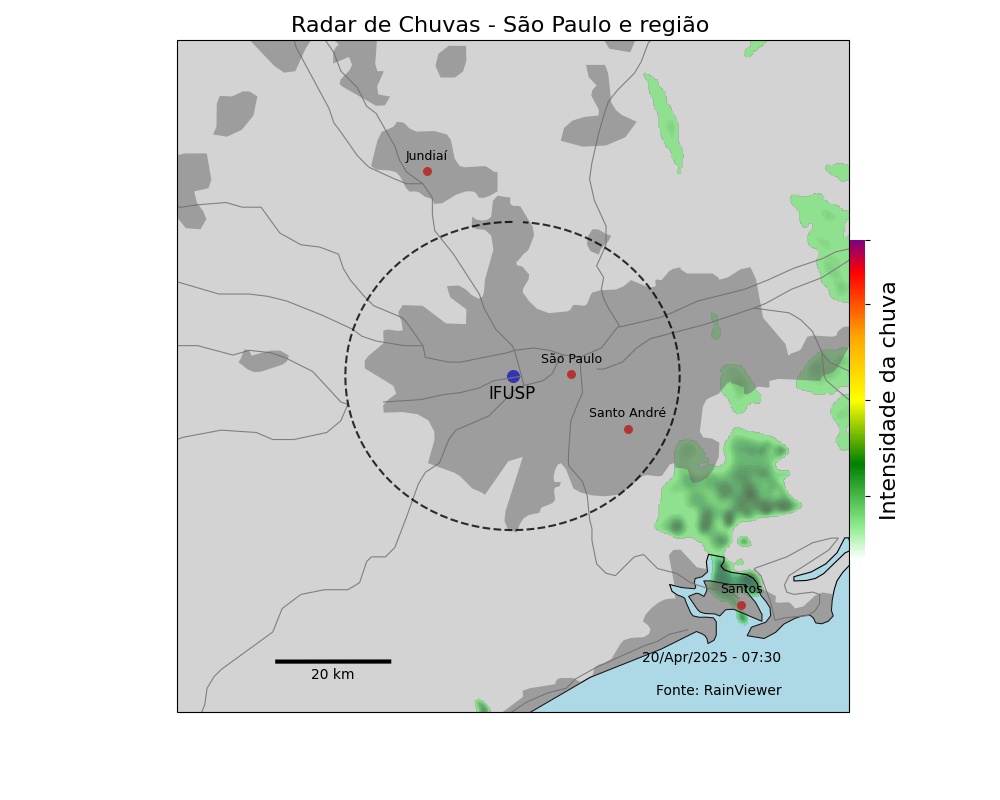 Radar de Chuvas - São Paulo e região
Jundiaí
São Paulo
IFUSP
Santo André
Intensidade da chuva
Santos
20/Apr/2025 - 07:30
20 km
Fonte: RainViewer